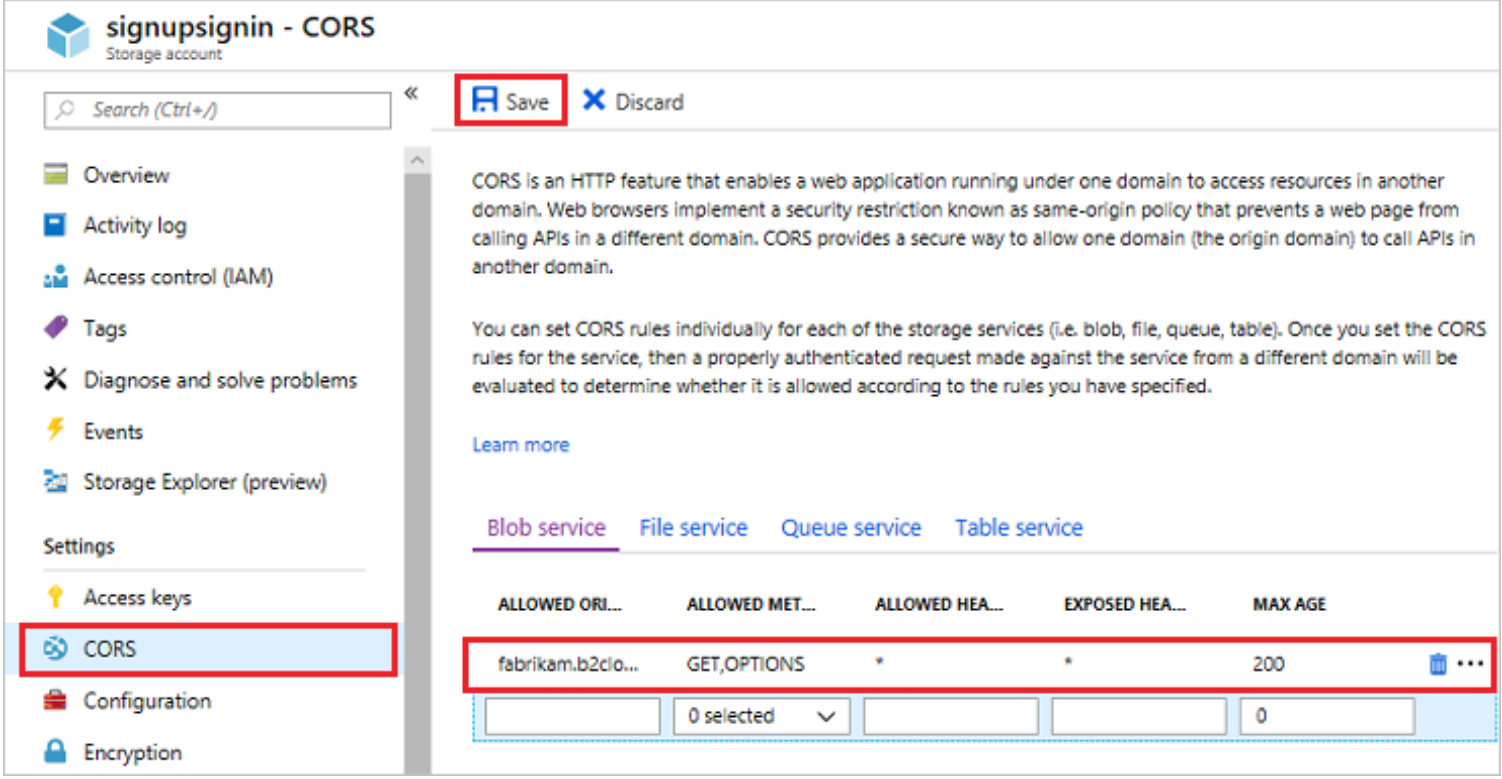 signupsignin - CORS
Storage account
Search (Ctrl+/)
«
Overview
Activity log
Access control (IAM)
Tags
Diagnose and solve problems
Events
Storage Explorer (preview)
Settings
Access keys
CORS
Configuration
Encryption
Save Discard
CORS is an HTTP feature that enables a web application running under one domain to access resources in another
domain. Web browsers implement a security restriction known as same-origin policy that prevents a web page from
calling APIs in a different domain. CORS provides a secure way to allow one domain (the origin domain) to call APIs in
another domain.
You can set CORS rules individually for each of the storage services (i.e. blob, file, queue, table). Once you set the CORS
rules for the service, then a properly authenticated request made against the service from a different domain will be
evaluated to determine whether it is allowed according to the rules you have specified.
Learn more
Blob service File service Queue service Table service
ALLOWED ORI... ALLOWED MET... ALLOWED HEA... EXPOSED HEA... MAX AGE
fabrikam.b2clo... GET,OPTIONS * * 200
0 selected 0